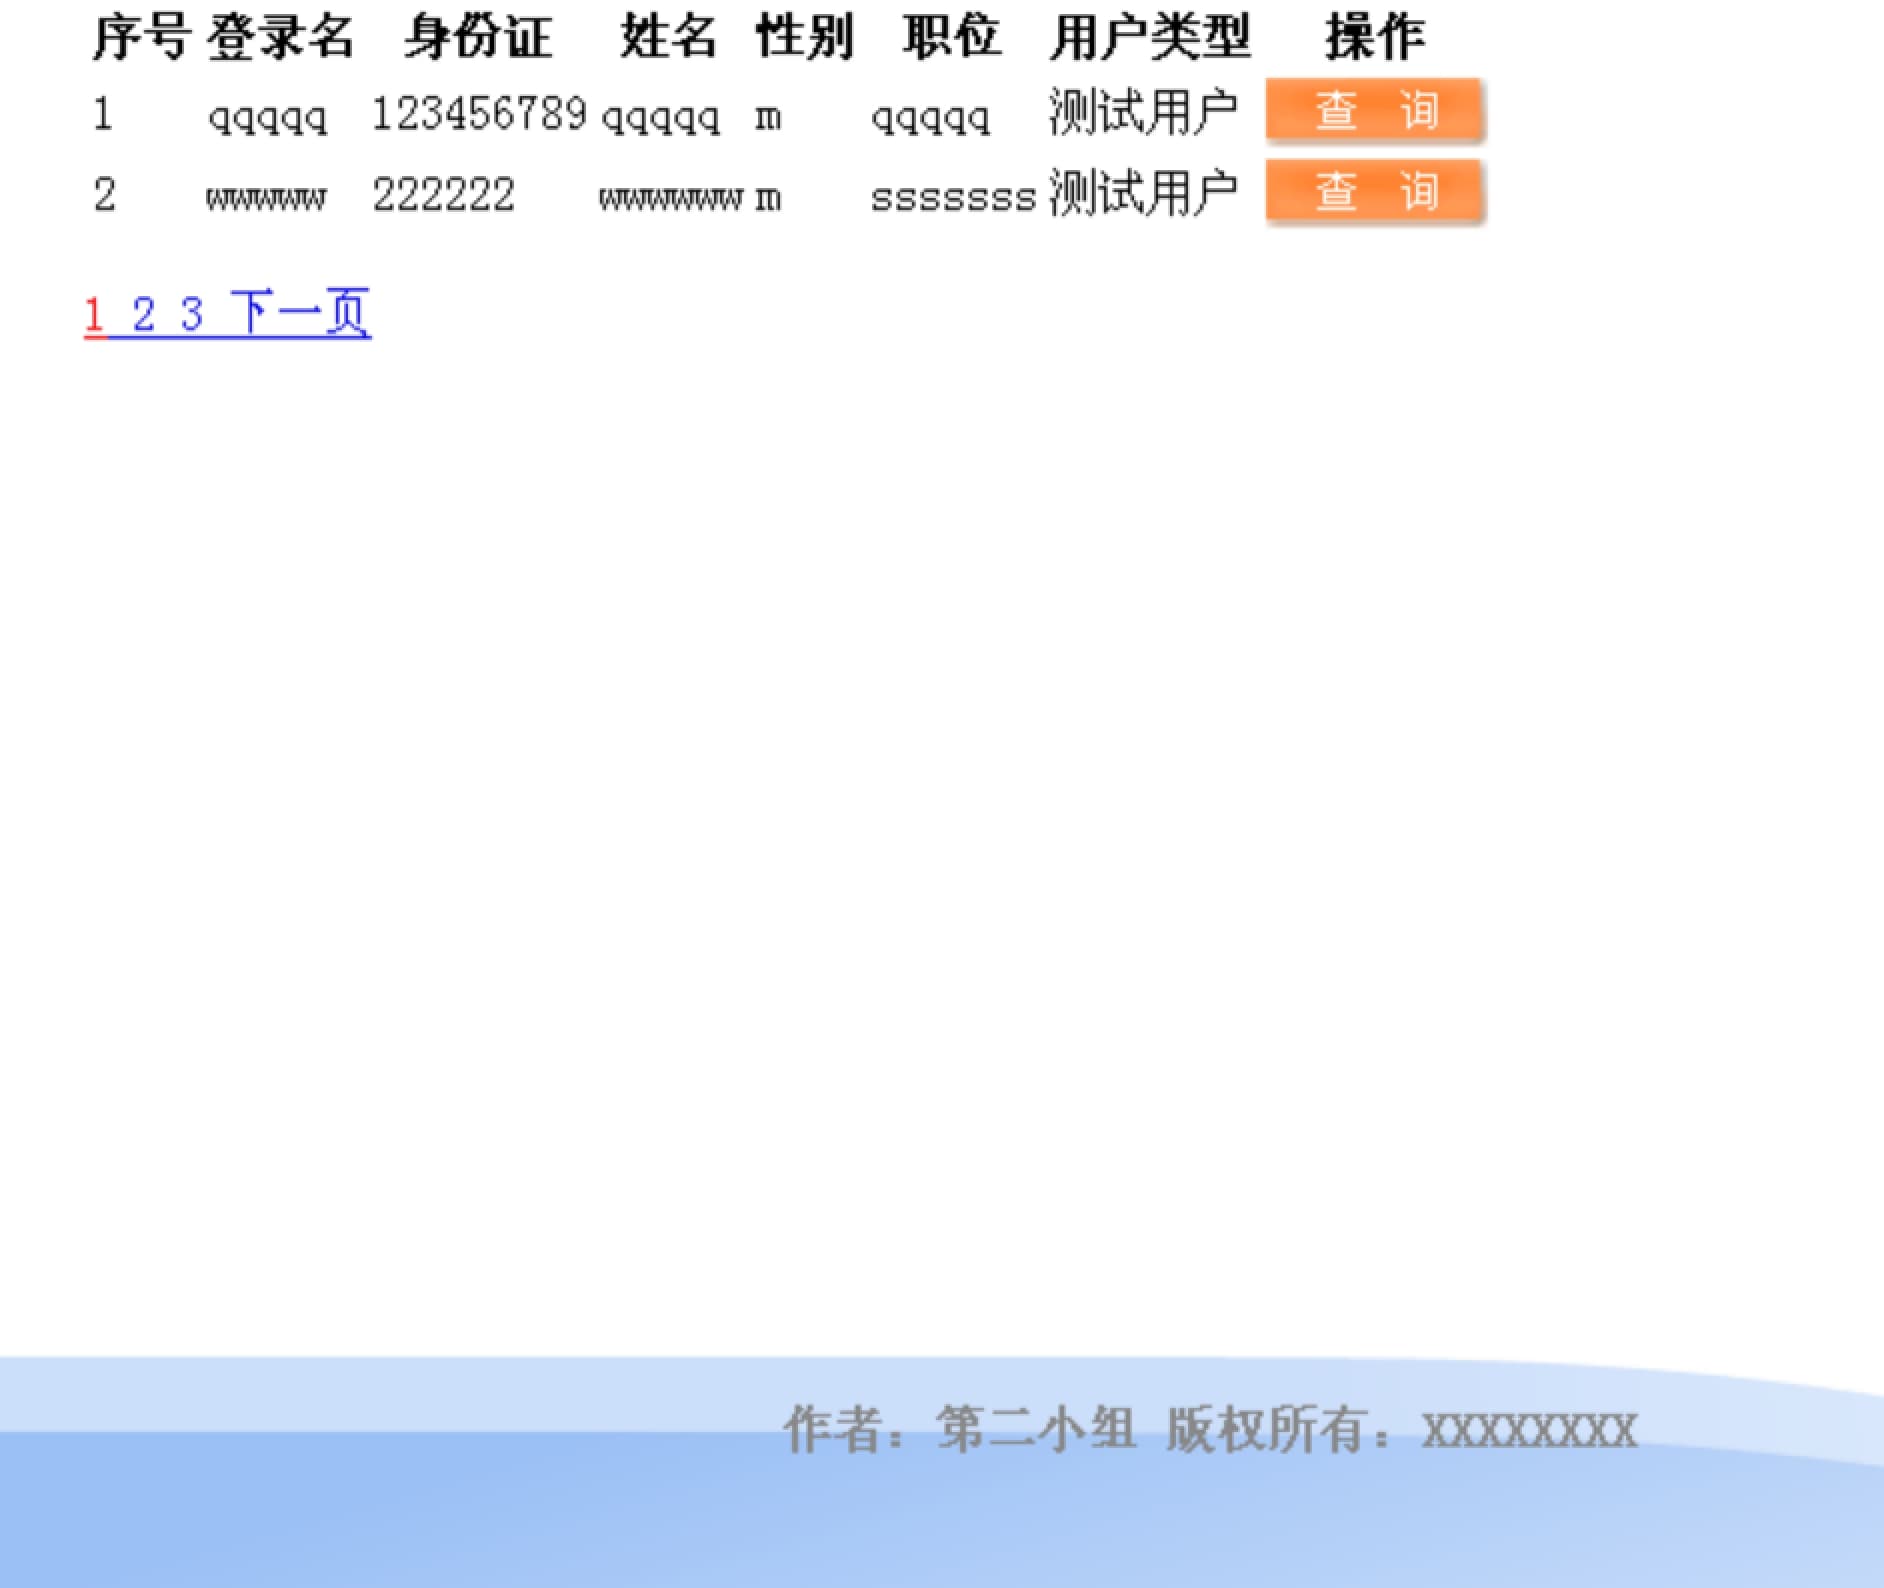 序号 登录名 身份证 姓名 性别 职位 用户类型 操作
1 qqqqq 123456789 qqqqq m qqqqq 测试用户 查 询
2 wwwww 222222 wwwwww m sssssss 测试用户 查 询
1 2 3 下一页
作者：第二小组 版权所有：XXXXXXXX